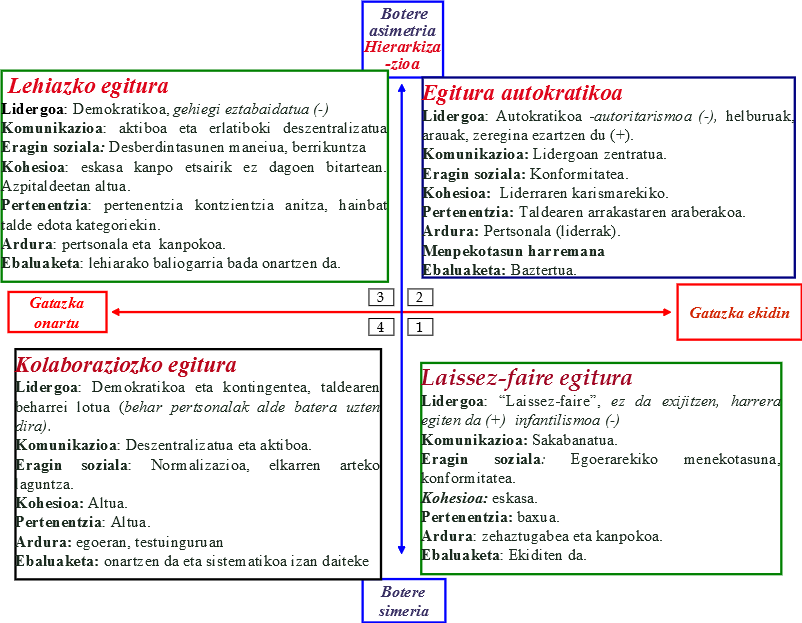 Botere
asimetria
Hierarkiza
-zioa
Lehiazko egitura
Lidergoa: Demokratikoa, gehiegi eztabaidatua (-)
Komunikazioa: aktiboa eta erlatiboki deszentralizatua
Eragin soziala: Desberdintasunen maneiua, berrikuntza
Kohesioa: eskasa kanpo etsairik ez dagoen bitartean.
Azpitaldeetan altua.
Pertenentzia: pertenentzia kontzientzia anitza, hainbat
talde edota kategoriekin.
Ardura: pertsonala eta kanpokoa.
Ebaluaketa: lehiarako baliogarria bada onartzen da.
Egitura autokratikoa
Lidergoa: Autokratikoa -autoritarismoa (-), helburuak,
arauak, zeregina ezartzen du (+).
Komunikazioa: Lidergoan zentratua.
Eragin soziala: Konformitatea.
Kohesioa: Liderraren karismarekiko.
Pertenentzia: Taldearen arrakastaren araberakoa.
Ardura: Pertsonala (liderrak).
Menpekotasun harremana
Ebaluaketa: Baztertua.
Gatazka
onartu
3
2
4
1
Gatazka ekidin
Kolaboraziozko egitura
Lidergoa: Demokratikoa eta kontingentea, taldearen
beharrei lotua (behar pertsonalak alde batera uzten
dira).
Komunikazioa: Deszentralizatua eta aktiboa.
Eragin soziala: Normalizazioa, elkarren arteko
laguntza.
Kohesioa: Altua.
Pertenentzia: Altua.
Ardura: egoeran, testuinguruan
Ebaluaketa: onartzen da eta sistematikoa izan daiteke
Laissez-faire egitura
Lidergoa: “Laissez-faire”, ez da exijitzen, harrera
egiten da (+) infantilismoa (-)
Komunikazioa: Sakabanatua.
Eragin soziala: Egoerarekiko menekotasuna,
konformitatea.
Kohesioa: eskasa.
Pertenentzia: baxua.
Ardura: zehaztugabea eta kanpokoa.
Ebaluaketa: Ekiditen da.
Botere
simeria